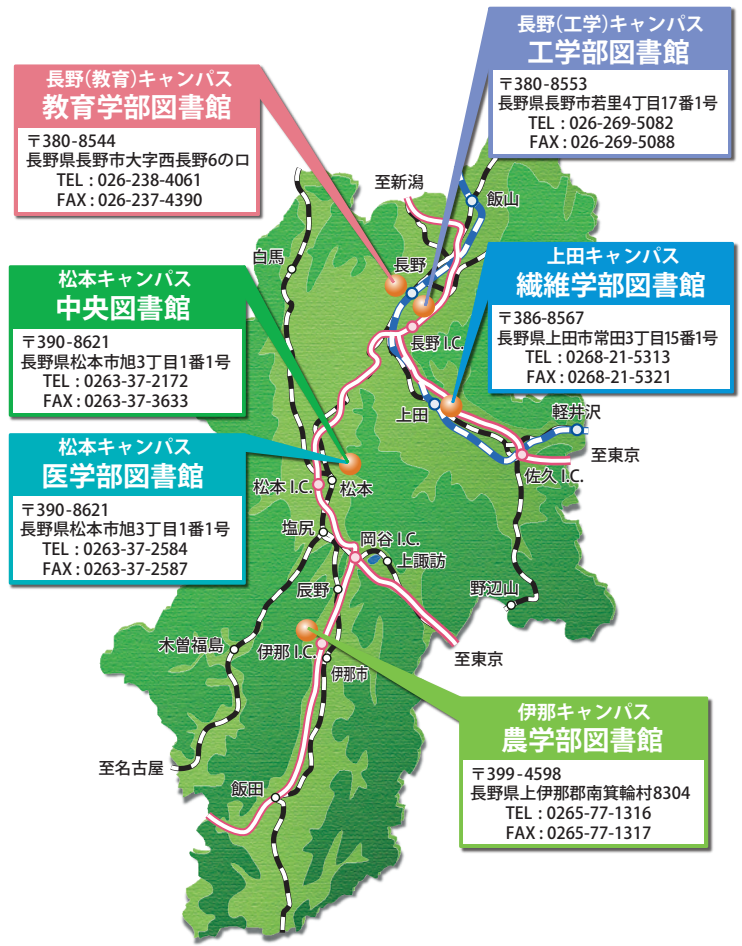 長野(工学)キャンパス
工学部図書館
〒380-8553
長野県長野市若里4丁目17番1号
TEL : 026-269-5082
FAX : 026-269-5088
長野(教育)キャンパス
教育学部図書館
〒380-8544
長野県長野市大字西長野6のロ
TEL : 026-238-4061
FAX : 026-237-4390
至新潟
飯山
白馬
長野
長野 I.C.
上田キャンパス
繊維学部図書館
〒386-8567
長野県上田市常田3丁目15番1号
TEL : 0268-21-5313
FAX : 0268-21-5321
松本キャンパス
中央図書館
〒390-8621
長野県松本市旭3丁目1番1号
TEL : 0263-37-2172
FAX : 0263-37-3633
上田
軽井沢
至東京
佐久 I.C.
松本キャンパス
医学部図書館
〒390-8621
長野県松本市旭3丁目1番1号
TEL : 0263-37-2584
FAX : 0263-37-2587
松本 I.C.
松本
塩尻
岡谷 I.C.
上諏訪
辰野
野辺山
木曽福島
伊那 I.C.
伊那市
至東京
至名古屋
飯田
伊那キャンパス
農学部図書館
〒399-4598
長野県上伊那郡南箕輪村8304
TEL : 0265-77-1316
FAX : 0265-77-1317